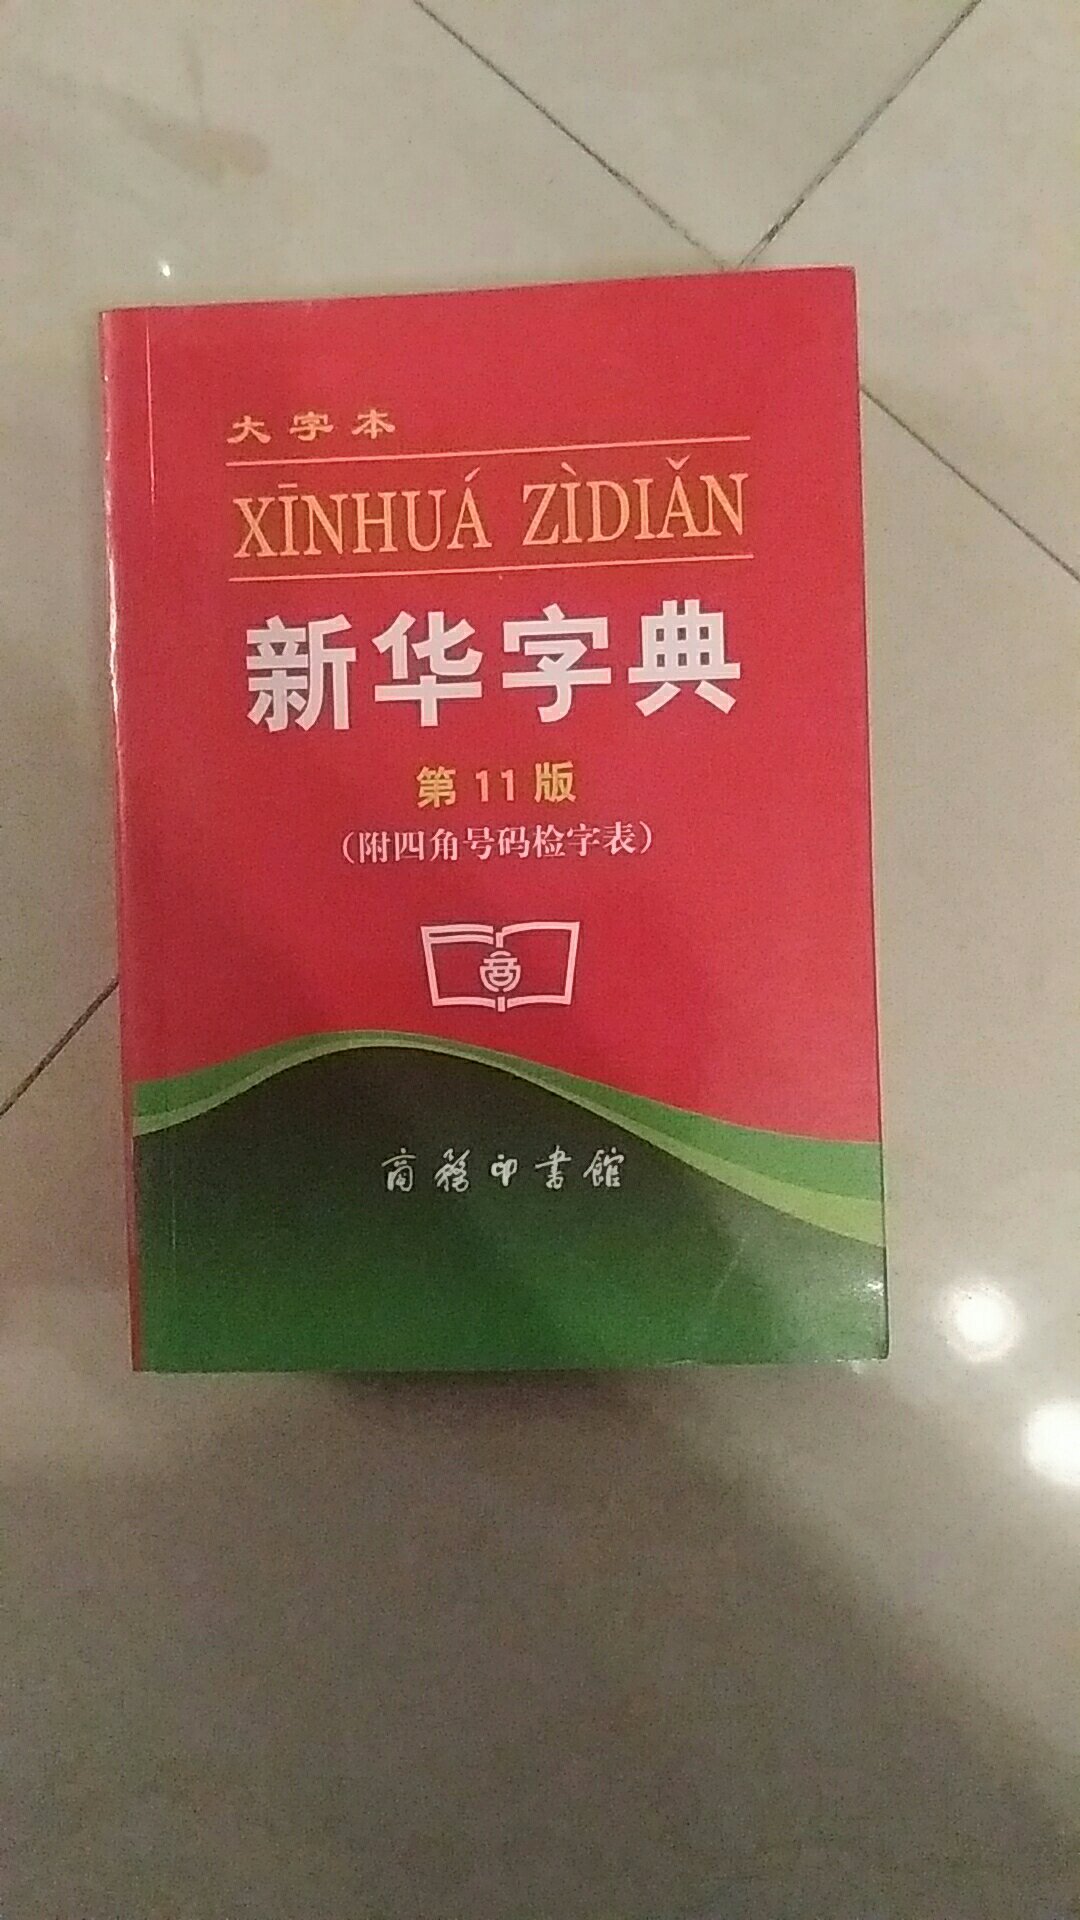 大字本
XĪNHUÁ ZÌDIǍN
新华字典
第11版
（附四角号码检字表）
商
商務印書館